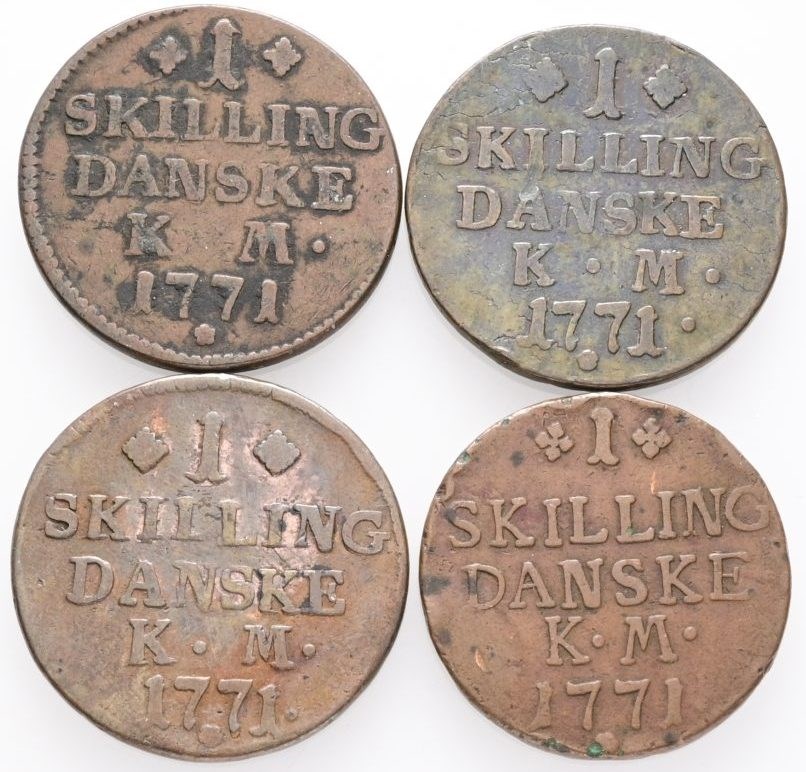 1
SKILLING
DANSKE
K M.
1771
1
SKILLING
DANSKE
K. M.
1771.
1
SKILLING
DANSKE
K. M.
1771.
1
SKILLING
DANSKE
K. M.
1771